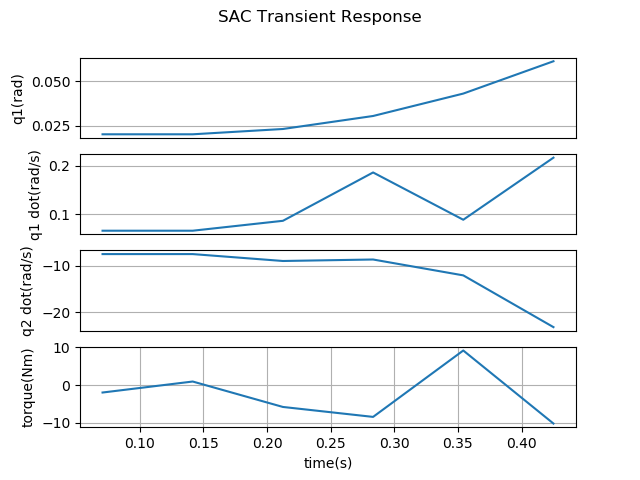 SAC Transient Response
q1(rad)
0.050
0.025
q1 dot(rad/s)
0.2
0.1
q2 dot(rad/s)
−10
−20
torque(Nm)
10
0
−10
0.10 0.15 0.20 0.25 0.30 0.35 0.40
time(s)